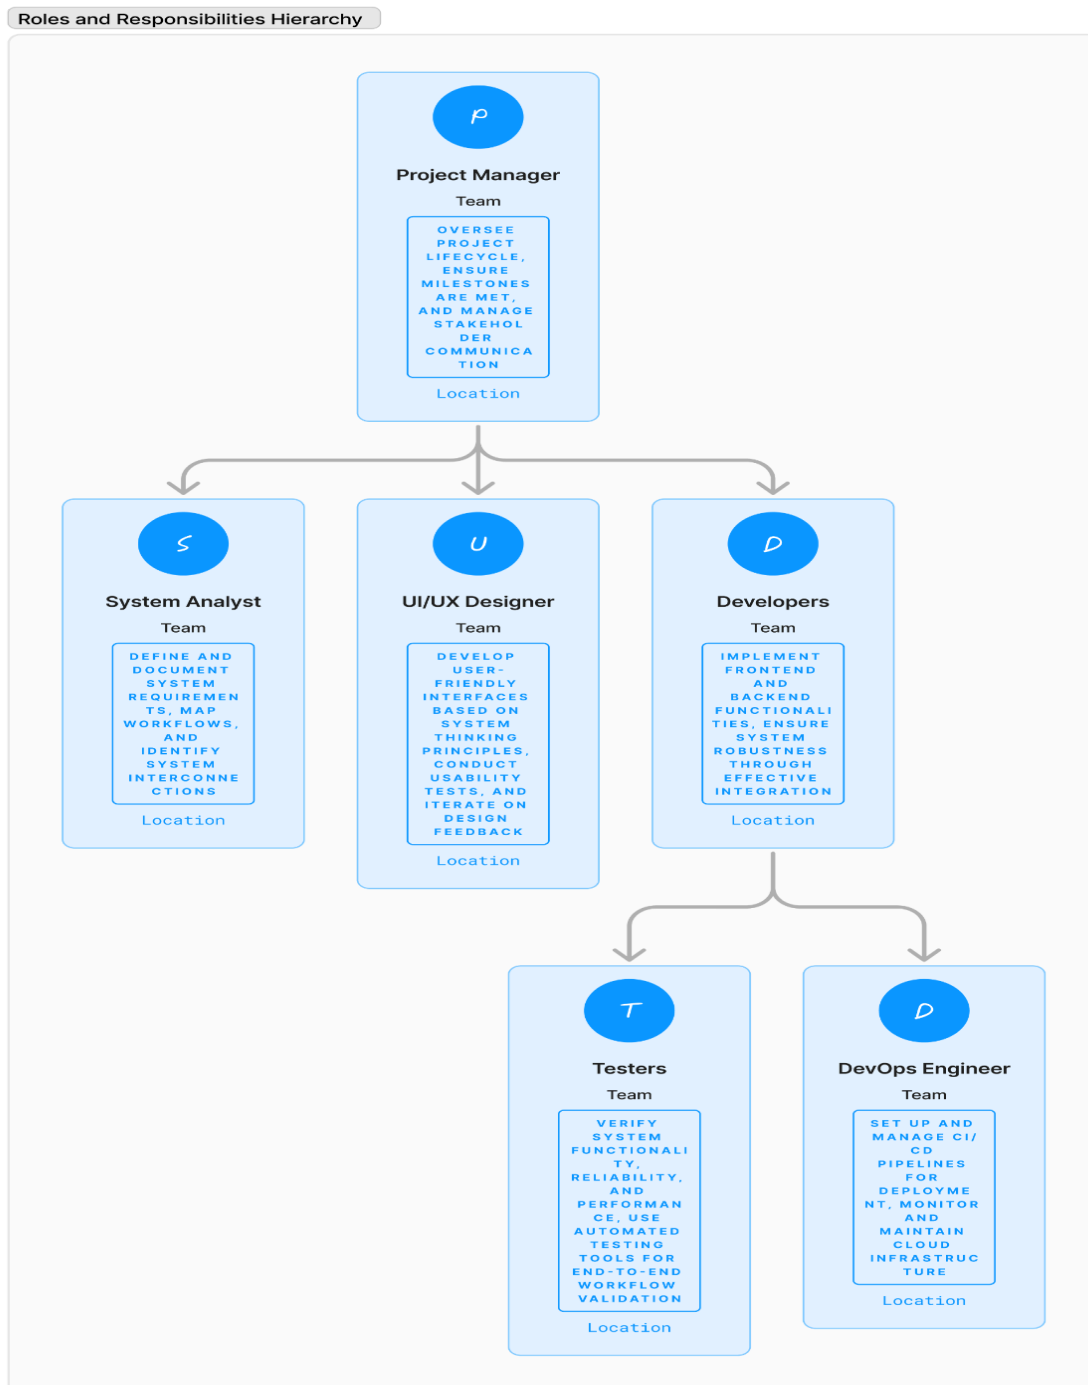 Roles and Responsibilities Hierarchy
P
Project Manager
Team
OVERSEE
PROJECT
LIFECYCLE,
ENSURE
MILESTONES
ARE MET,
AND MANAGE
STAKEHOL
DER
COMMUNICA
TION
Location
S
System Analyst
Team
DEFINE AND
DOCUMENT
SYSTEM
REQUIREMEN
TS, MAP
WORKFLOWS,
AND
IDENTIFY
SYSTEM
INTERCONNE
CTIONS
Location
U
UI/UX Designer
Team
DEVELOP
USER-
FRIENDLY
INTERFACES
BASED ON
SYSTEM
THINKING
PRINCIPLES,
CONDUCT
USABILITY
TESTS, AND
ITERATE ON
DESIGN
FEEDBACK
Location
D
Developers
Team
IMPLEMENT
FRONTEND
AND
BACKEND
FUNCTIONALI
TIES, ENSURE
SYSTEM
ROBUSTNESS
THROUGH
EFFECTIVE
INTEGRATION
Location
T
Testers
Team
VERIFY
SYSTEM
FUNCTIONALI
TY,
RELIABILITY,
AND
PERFORMAN
CE, USE
AUTOMATED
TESTING
TOOLS FOR
END-TO-END
WORKFLOW
VALIDATION
Location
D
DevOps Engineer
Team
SET UP AND
MANAGE CI/
CD
PIPELINES
FOR
DEPLOYME
NT, MONITOR
AND
MAINTAIN
CLOUD
INFRASTRUC
TURE
Location